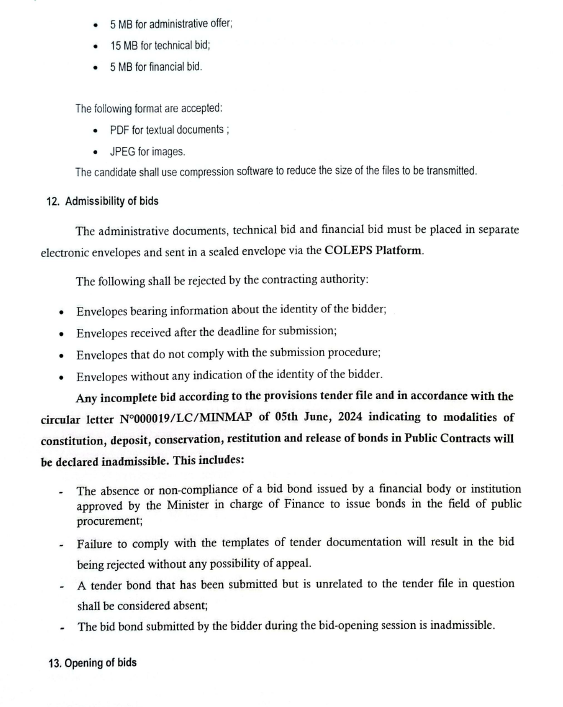 • 5 MB for administrative offer;
• 15 MB for technical bid;
• 5 MB for financial bid.
The following format are accepted:
• PDF for textual documents ;
• JPEG for images.
The candidate shall use compression software to reduce the size of the files to be transmitted.
12. Admissibility of bids
The administrative documents, technical bid and financial bid must be placed in separate
electronic envelopes and sent in a sealed envelope via the COLEPS Platform.
The following shall be rejected by the contracting authority:
• Envelopes bearing information about the identity of the bidder;
• Envelopes received after the deadline for submission;
• Envelopes that do not comply with the submission procedure;
• Envelopes without any indication of the identity of the bidder.
Any incomplete bid according to the provisions tender file and in accordance with the
circular letter N°000019/LC/MINMAP of 05th June, 2024 indicating to modalities of
constitution, deposit, conservation, restitution and release of bonds in Public Contracts will
be declared inadmissible. This includes:
- The absence or non-compliance of a bid bond issued by a financial body or institution
approved by the Minister in charge of Finance to issue bonds in the field of public
procurement;
- Failure to comply with the templates of tender documentation will result in the bid
being rejected without any possibility of appeal.
- A tender bond that has been submitted but is unrelated to the tender file in question
shall be considered absent;
- The bid bond submitted by the bidder during the bid-opening session is inadmissible.
13. Opening of bids